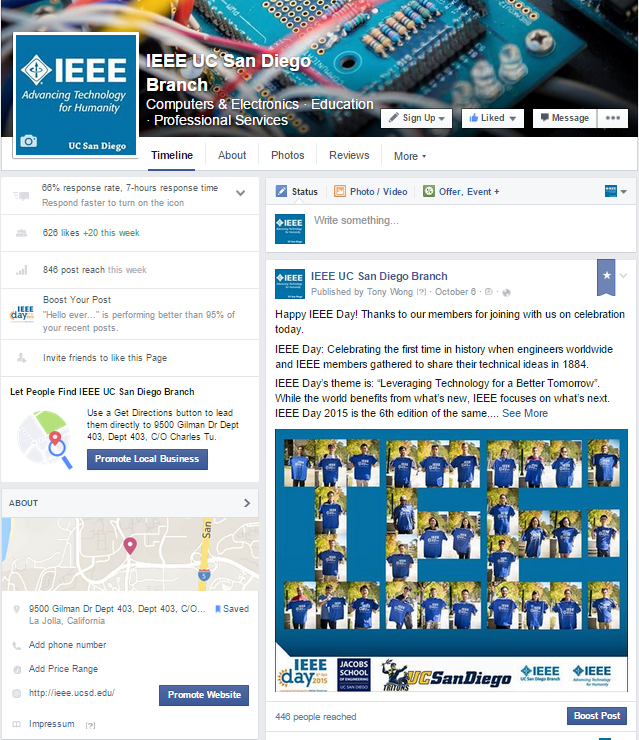 IEEE
Advancing Technology
for Humanity
UC San Diego
IEEE UC San Diego
Branch
Computers & Electronics · Education
· Professional Services
Sign Up
Liked
Message
Timeline
About
Photos
Reviews
More
66% response rate, 7-hours response time
Respond faster to turn on the icon
626 likes +20 this week
846 post reach this week
Boost Your Post
"Hello ever..." is performing better than 95% of
your recent posts.
Invite friends to like this Page
Let People Find IEEE UC San Diego Branch
Use a Get Directions button to lead
them directly to 9500 Gilman Dr Dept
403, Dept 403, C/O Charles Tu.
Promote Local Business
ABOUT
San
5
9500 Gilman Dr Dept 403, Dept 403, C/O... Saved
La Jolla, California
Add phone number
Add Price Range
http://ieee.ucsd.edu/
Promote Website
Impressum [?]
Status
Photo / Video
Offer, Event +
Write something...
IEEE UC San Diego Branch
Published by Tony Wong [?] · October 6 ·
Happy IEEE Day! Thanks to our members for joining with us on celebration
today.
IEEE Day: Celebrating the first time in history when engineers worldwide
and IEEE members gathered to share their technical ideas in 1884.
IEEE Day's theme is: “Leveraging Technology for a Better Tomorrow”.
While the world benefits from what's new, IEEE focuses on what's next.
IEEE Day 2015 is the 6th edition of the same.... See More
IEEE
day 2015
JACOBS
SCHOOL
OF ENGINEERING
UC SAN DIEGO
TRITONS
UC San Diego
IEEE
UC San Diego Branch
IEEE
446 people reached
Boost Post